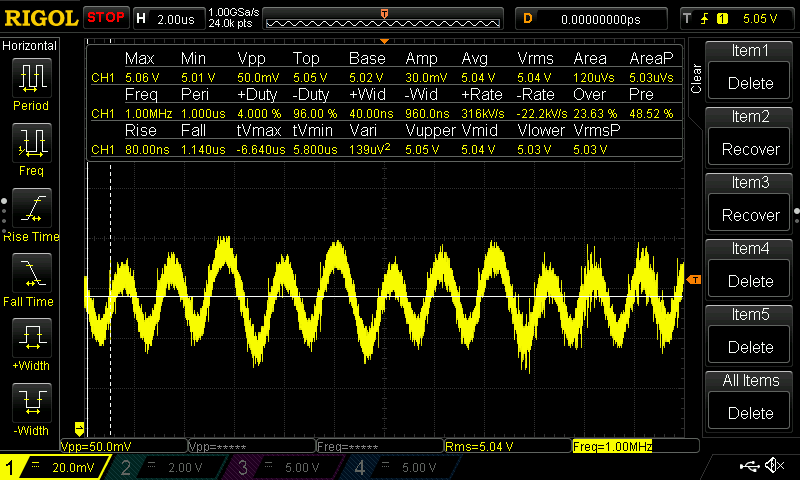 RIGOL STOP H 2.00us 1.00GSa/s 24.0k pts T D 0.00000000ps T 1 5.05 V
Horizontal
Period
Freq
Rise Time
Fall Time
+Width
-Width
Max Min Vpp Top Base Amp Avg Vrms Area AreaP
CH1 5.06 V 5.01 V 50.0mV 5.05 V 5.02 V 30.0mV 5.04 V 5.04 V 120uVs 5.03uVs
Freq Peri +Duty -Duty +Wid -Wid +Rate -Rate Over Pre
CH1 1.00MHz 1.000us 4.000 % 96.00 % 40.00ns 960.0ns 316kV/s -22.2kV/s 23.63 % 48.52 %
Rise Fall tVmax tVmin Vari Vupper Vmid Vlower VrmsP
CH1 80.00ns 1.140us -6.640us 5.800us 139uV² 5.05 V 5.04 V 5.03 V 5.03 V
T
Clear
Item1
Delete
Item2
Recover
Item3
Recover
Item4
Delete
Item5
Delete
All Items
Delete
Vpp=50.0mV Vpp=***** Freq=***** Rms=5.04 V Freq=1.00MHz
1 20.0mV 2 2.00 V 3 5.00 V 4 5.00 V